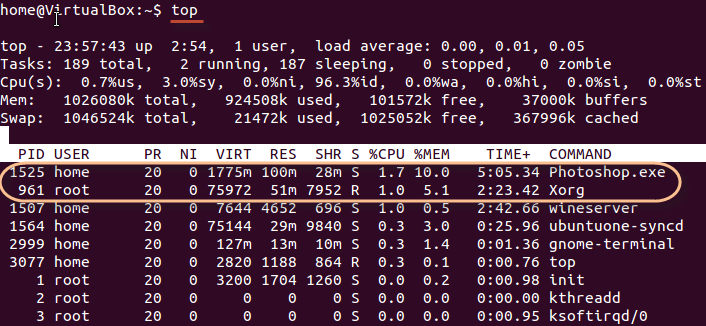 home@VirtualBox:~$ top
top - 23:57:43 up  2:54,  1 user,  load average: 0.00, 0.01, 0.05
Tasks: 189 total,   2 running, 187 sleeping,   0 stopped,   0 zombie
Cpu(s):  0.7%us,  3.0%sy,  0.0%ni, 96.3%id,  0.0%wa,  0.0%hi,  0.0%si,  0.0%st
Mem:   1026080k total,   924508k used,   101572k free,    37000k buffers
Swap:  1046524k total,    21472k used,  1025052k free,   367996k cached
PID USER      PR  NI  VIRT  RES  SHR S %CPU %MEM    TIME+  COMMAND
1525 home      20   0 1775m 100m  28m S  1.7 10.0   5:05.34 Photoshop.exe
961 root      20   0 75972  51m 7952 R  1.0  5.1   2:23.42 Xorg
1507 home      20   0  7644 4652  696 S  1.0  0.5   2:42.66 wineserver
1564 home      20   0 75144  29m 9840 S  0.3  3.0   0:25.96 ubuntuone-syncd
2999 home      20   0  127m  13m  10m S  0.3  1.4   0:01.36 gnome-terminal
3077 home      20   0  2820 1188  864 R  0.3  0.1   0:00.76 top
1 root      20   0  3200 1704 1260 S  0.0  0.2   0:00.98 init
2 root      20   0     0    0    0 S  0.0  0.0   0:00.00 kthreadd
3 root      20   0     0    0    0 S  0.0  0.0   0:00.95 ksoftirqd/0